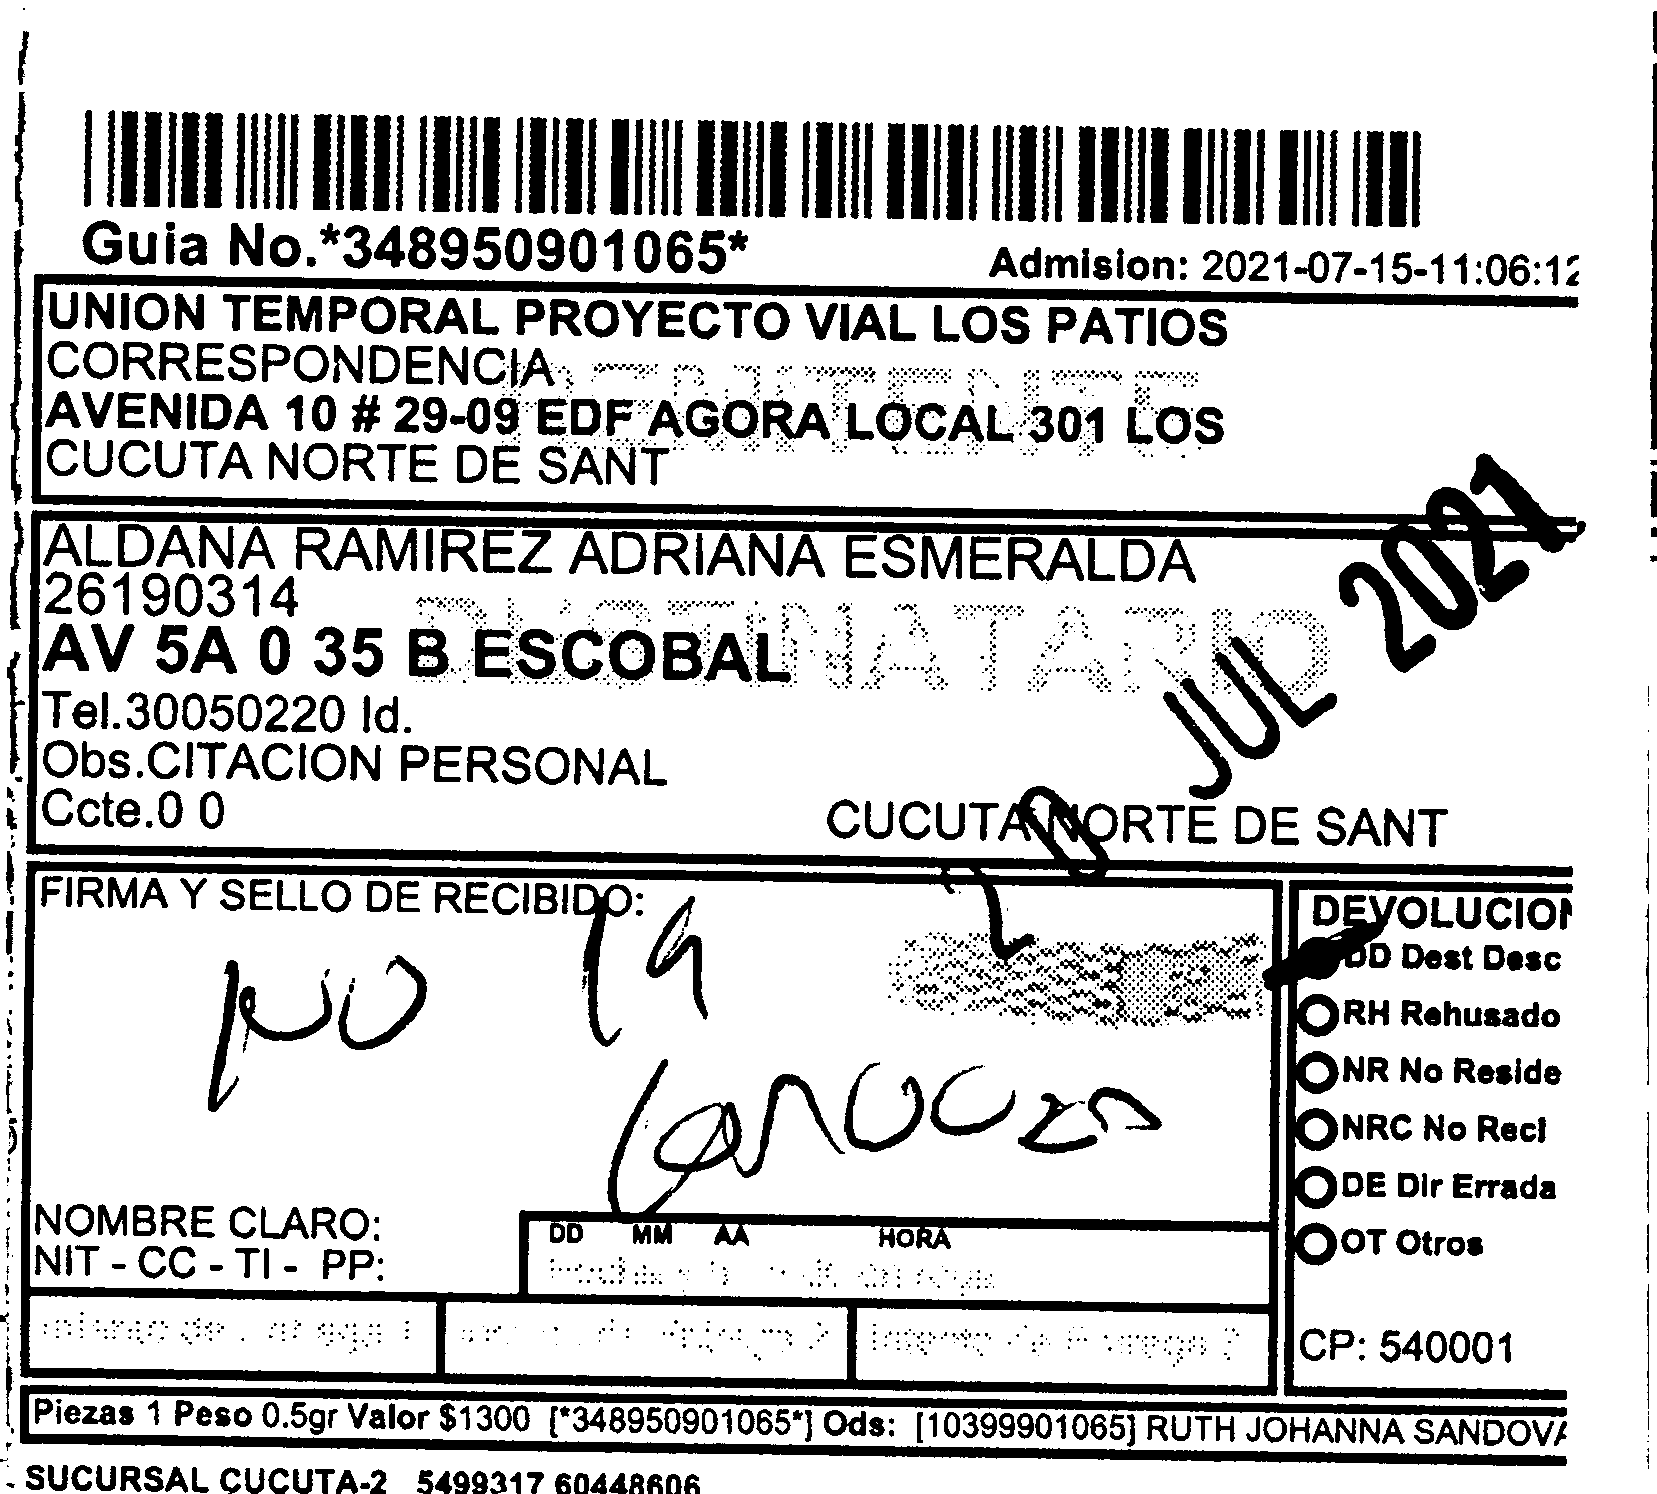 Guia No.*348950901065*
Admision: 2021-07-15-11:06:12
UNION TEMPORAL PROYECTO VIAL LOS PATIOS
CORRESPONDENCIA
REMITENTE
AVENIDA 10 # 29-09 EDF AGORA LOCAL 301 LOS
CUCUTA NORTE DE SANT
ALDANA RAMIREZ ADRIANA ESMERALDA
26190314
DESTINATARIO
AV 5A 0 35 B ESCOBAL
Tel.30050220 Id.
Obs.CITACION PERSONAL
Ccte.0 0
CUCUTA NORTE DE SANT
JUL 2021
FIRMA Y SELLO DE RECIBIDO:
NO la
conocen
NOMBRE CLARO:
NIT - CC - TI - PP:
DD MM AA HORA
DEVOLUCION
DD Dest Desc
RH Rehusado
NR No Reside
NRC No Reci
DE Dir Errada
OT Otros
CP: 540001
Piezas 1 Peso 0.5gr Valor $1300 [*348950901065*] Ods: [10399901065] RUTH JOHANNA SANDOVA
SUCURSAL CUCUTA-2 5499317 60448606